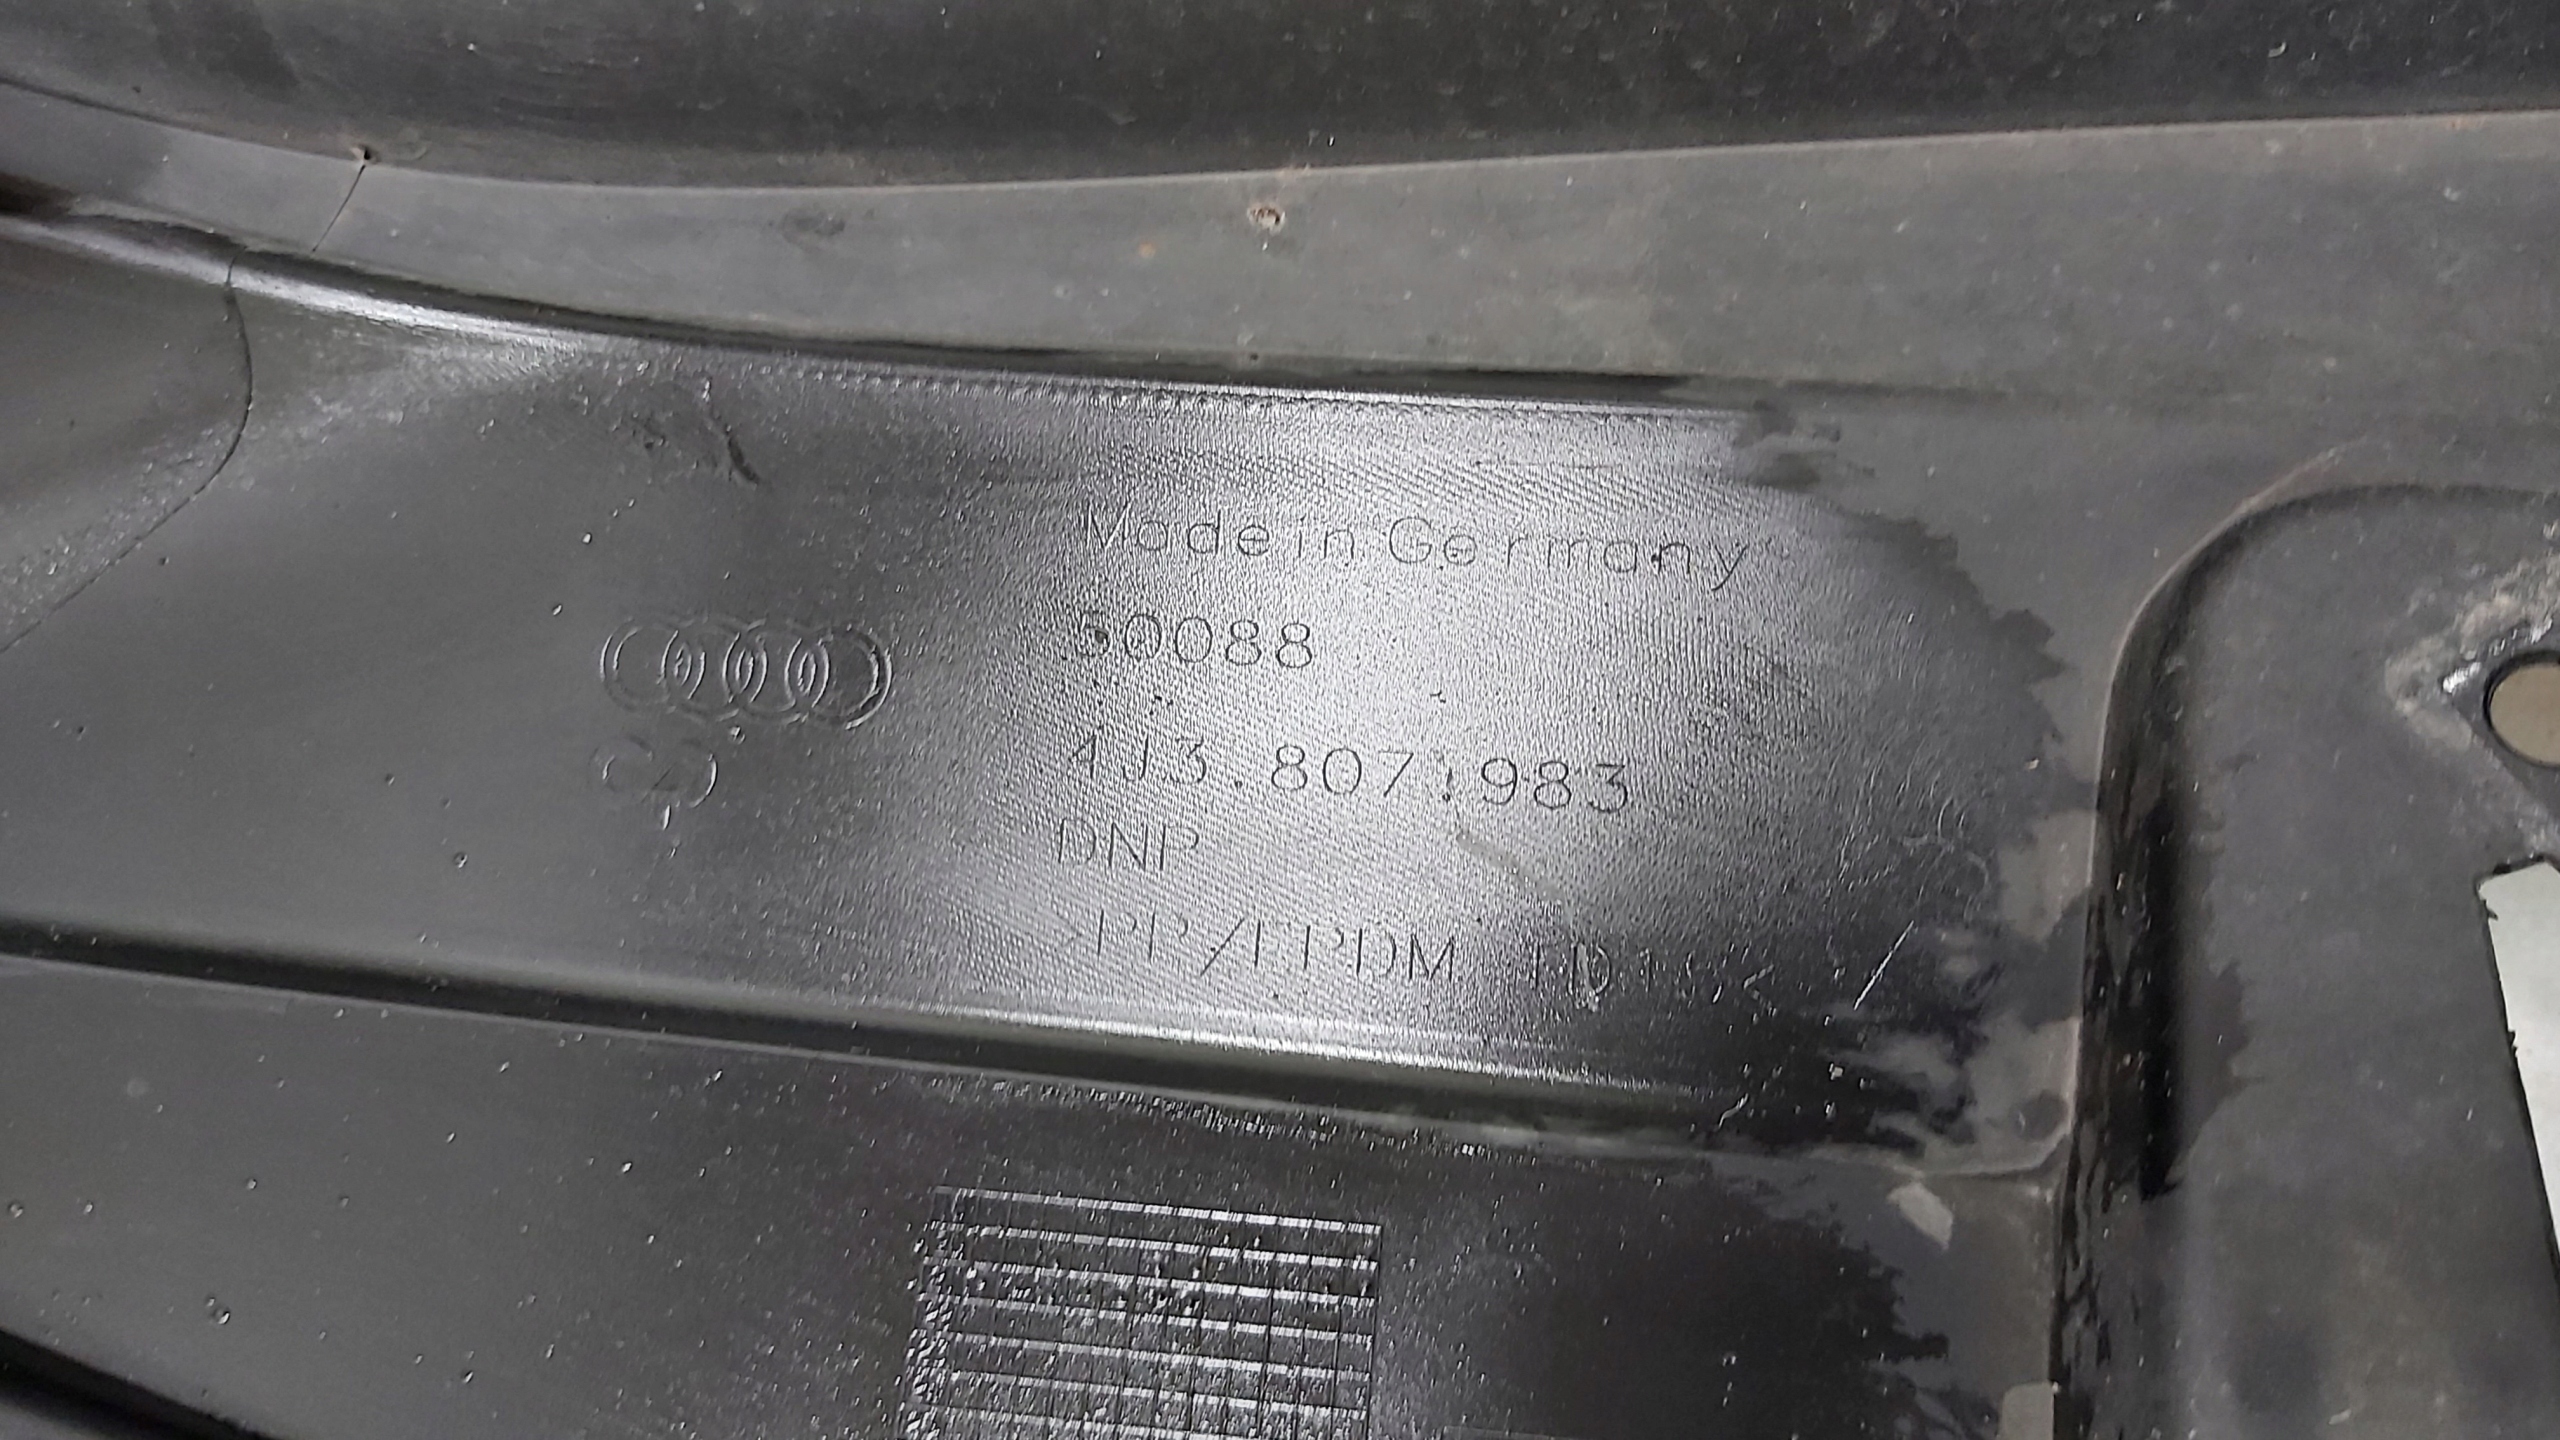 Made in Germany
50088
4J3.807.983
DNP
>PP/EPDM